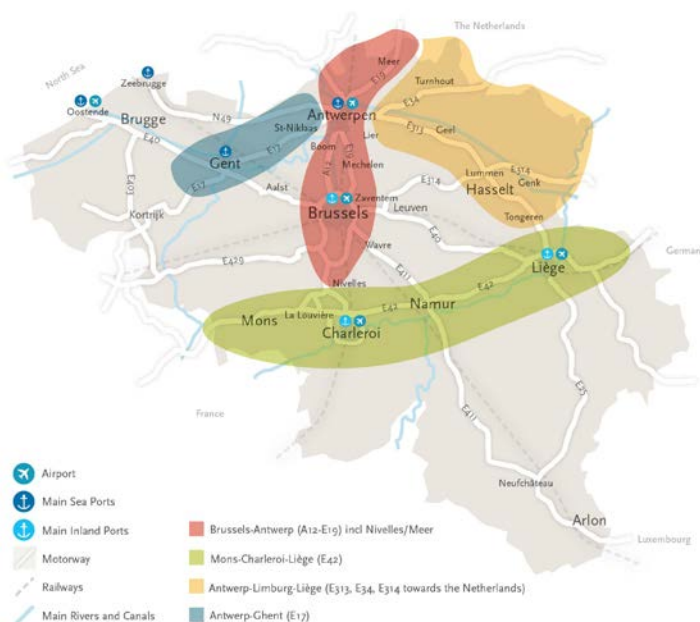 The Netherlands
North Sea
Meer
E19
Zeebrugge
Turnhout
E34
Oostende
Brugge
N49
Antwerpen
St-Niklaas
E313
Geel
E40
Lier
Boom
E17
A12
E19
Mechelen
Gent
Lummen
E314
E403
E17
Aalst
E314
Genk
Hasselt
Zaventem
Leuven
Kortrijk
Brussels
Tongeren
E40
Wavre
E429
E411
Liège
German
Nivelles
E42
E42
Namur
La Louvière
Mons
Charleroi
E25
France
E411
Neufchâteau
Arlon
Luxembourg
Airport
Main Sea Ports
Main Inland Ports
Motorway
Railways
Main Rivers and Canals
Brussels-Antwerp (A12-E19) incl Nivelles/Meer
Mons-Charleroi-Liège (E42)
Antwerp-Limburg-Liège (E313, E34, E314 towards the Netherlands)
Antwerp-Ghent (E17)